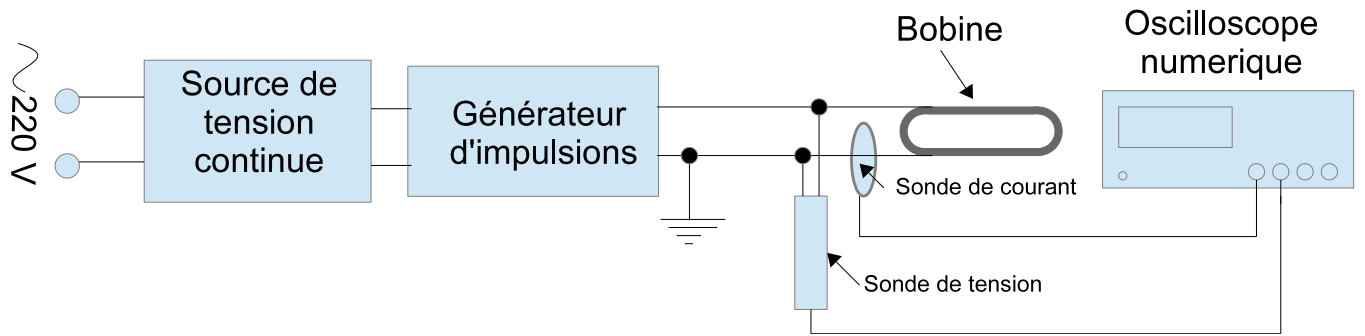 220 V
Source de
tension
continue
Générateur
d'impulsions
Bobine
Oscilloscope
numerique
Sonde de courant
Sonde de tension